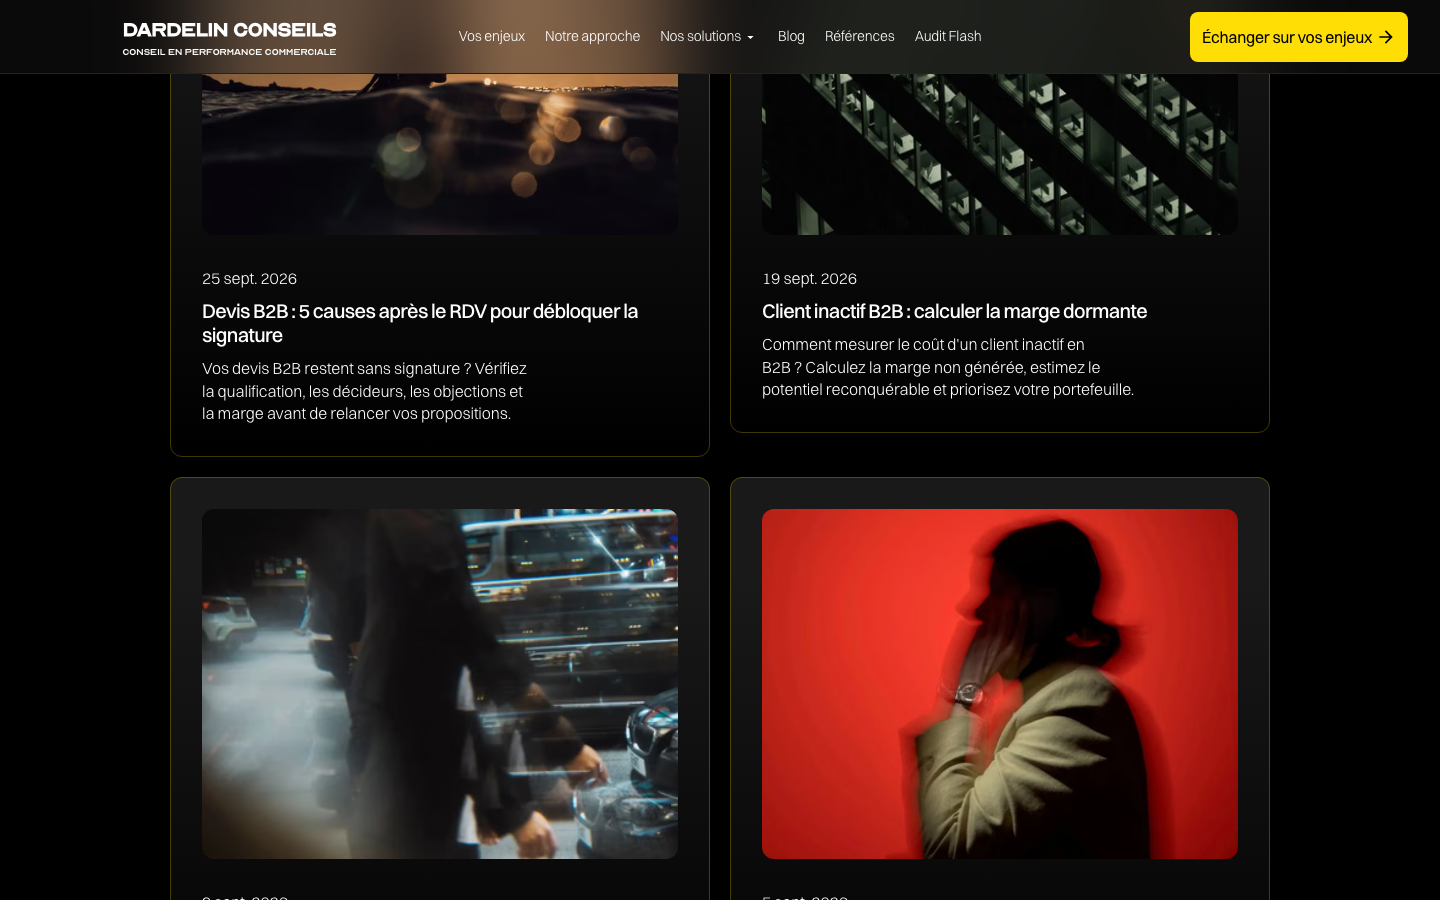 DARDELIN CONSEILS
CONSEIL EN PERFORMANCE COMMERCIALE
Vos enjeux
Notre approche
Nos solutions
Blog
Références
Audit Flash
Échanger sur vos enjeux
25 sept. 2026
Devis B2B : 5 causes après le RDV pour débloquer la
signature
Vos devis B2B restent sans signature ? Vérifiez
la qualification, les décideurs, les objections et
la marge avant de relancer vos propositions.
19 sept. 2026
Client inactif B2B : calculer la marge dormante
Comment mesurer le coût d'un client inactif en
B2B ? Calculez la marge non générée, estimez le
potentiel reconquérable et priorisez votre portefeuille.